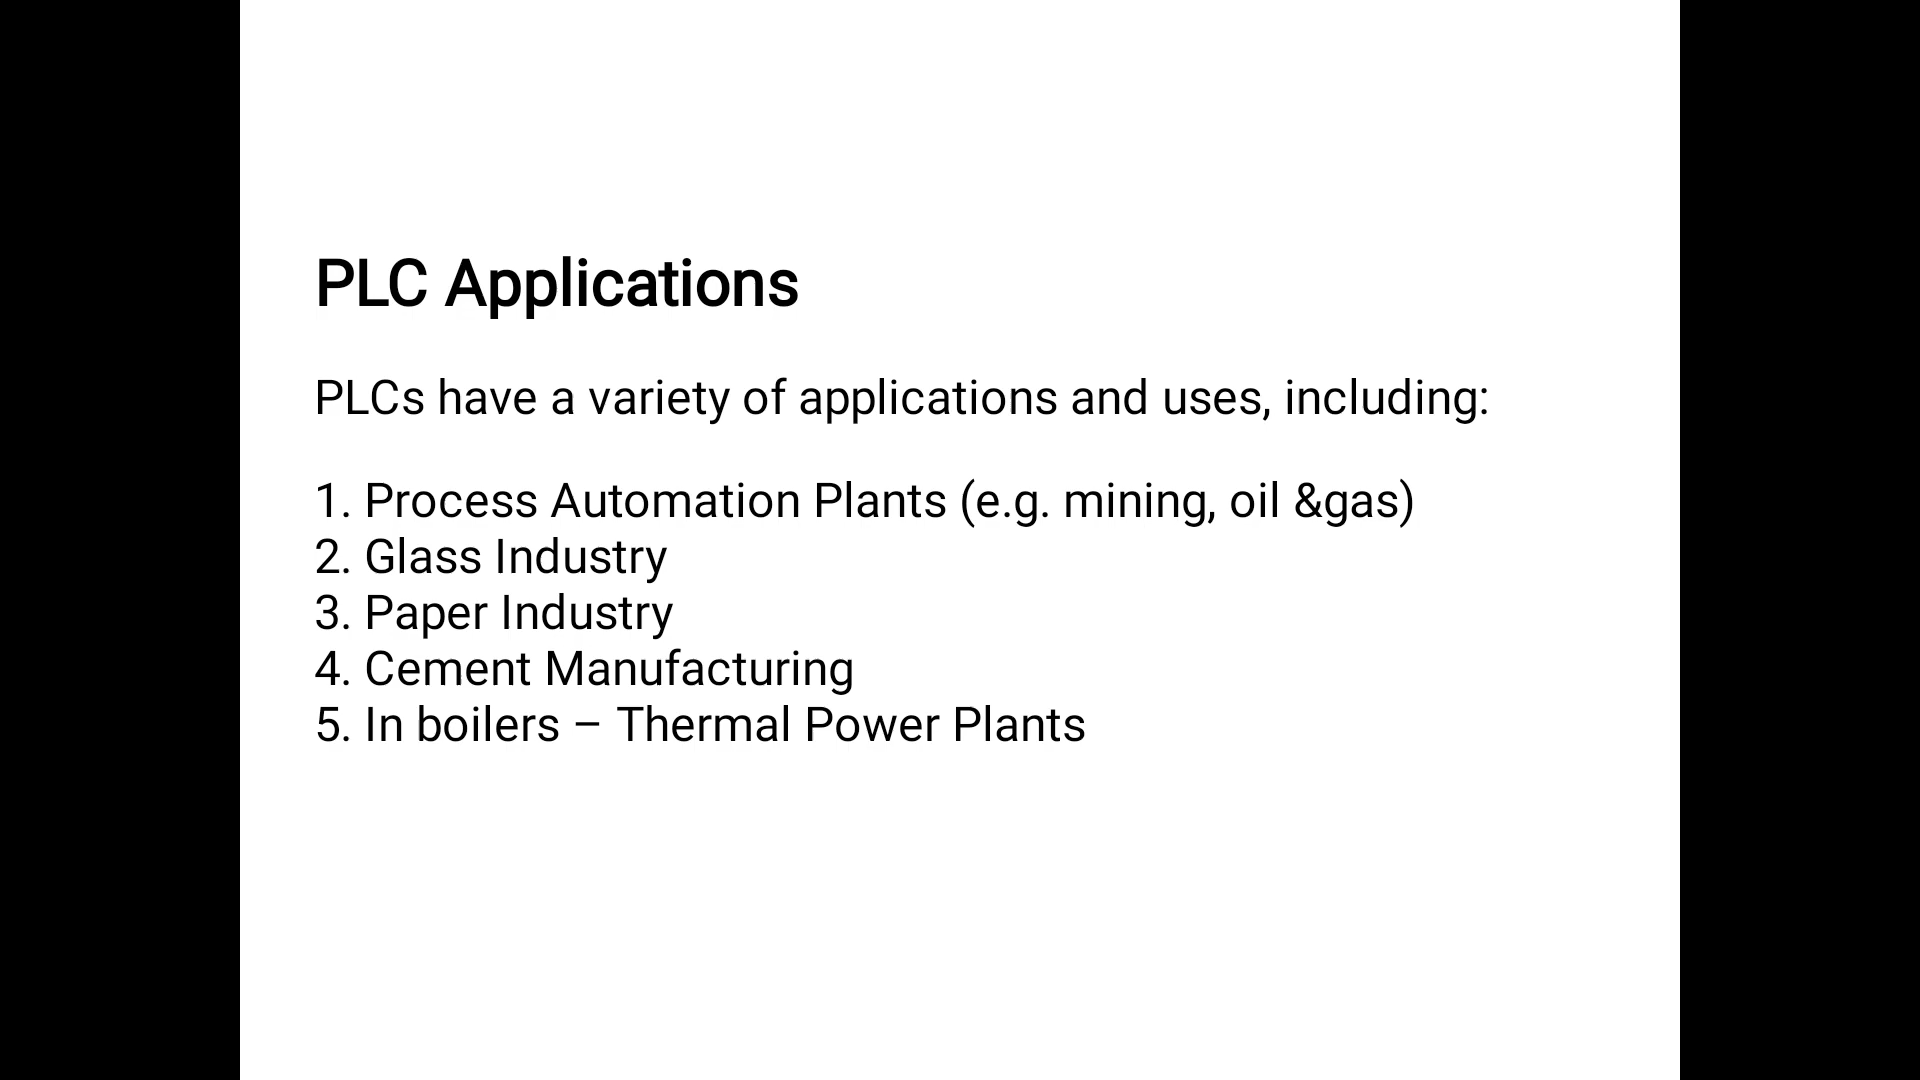 PLC Applications
PLCs have a variety of applications and uses, including:
1. Process Automation Plants (e.g. mining, oil &gas)
2. Glass Industry
3. Paper Industry
4. Cement Manufacturing
5. In boilers – Thermal Power Plants